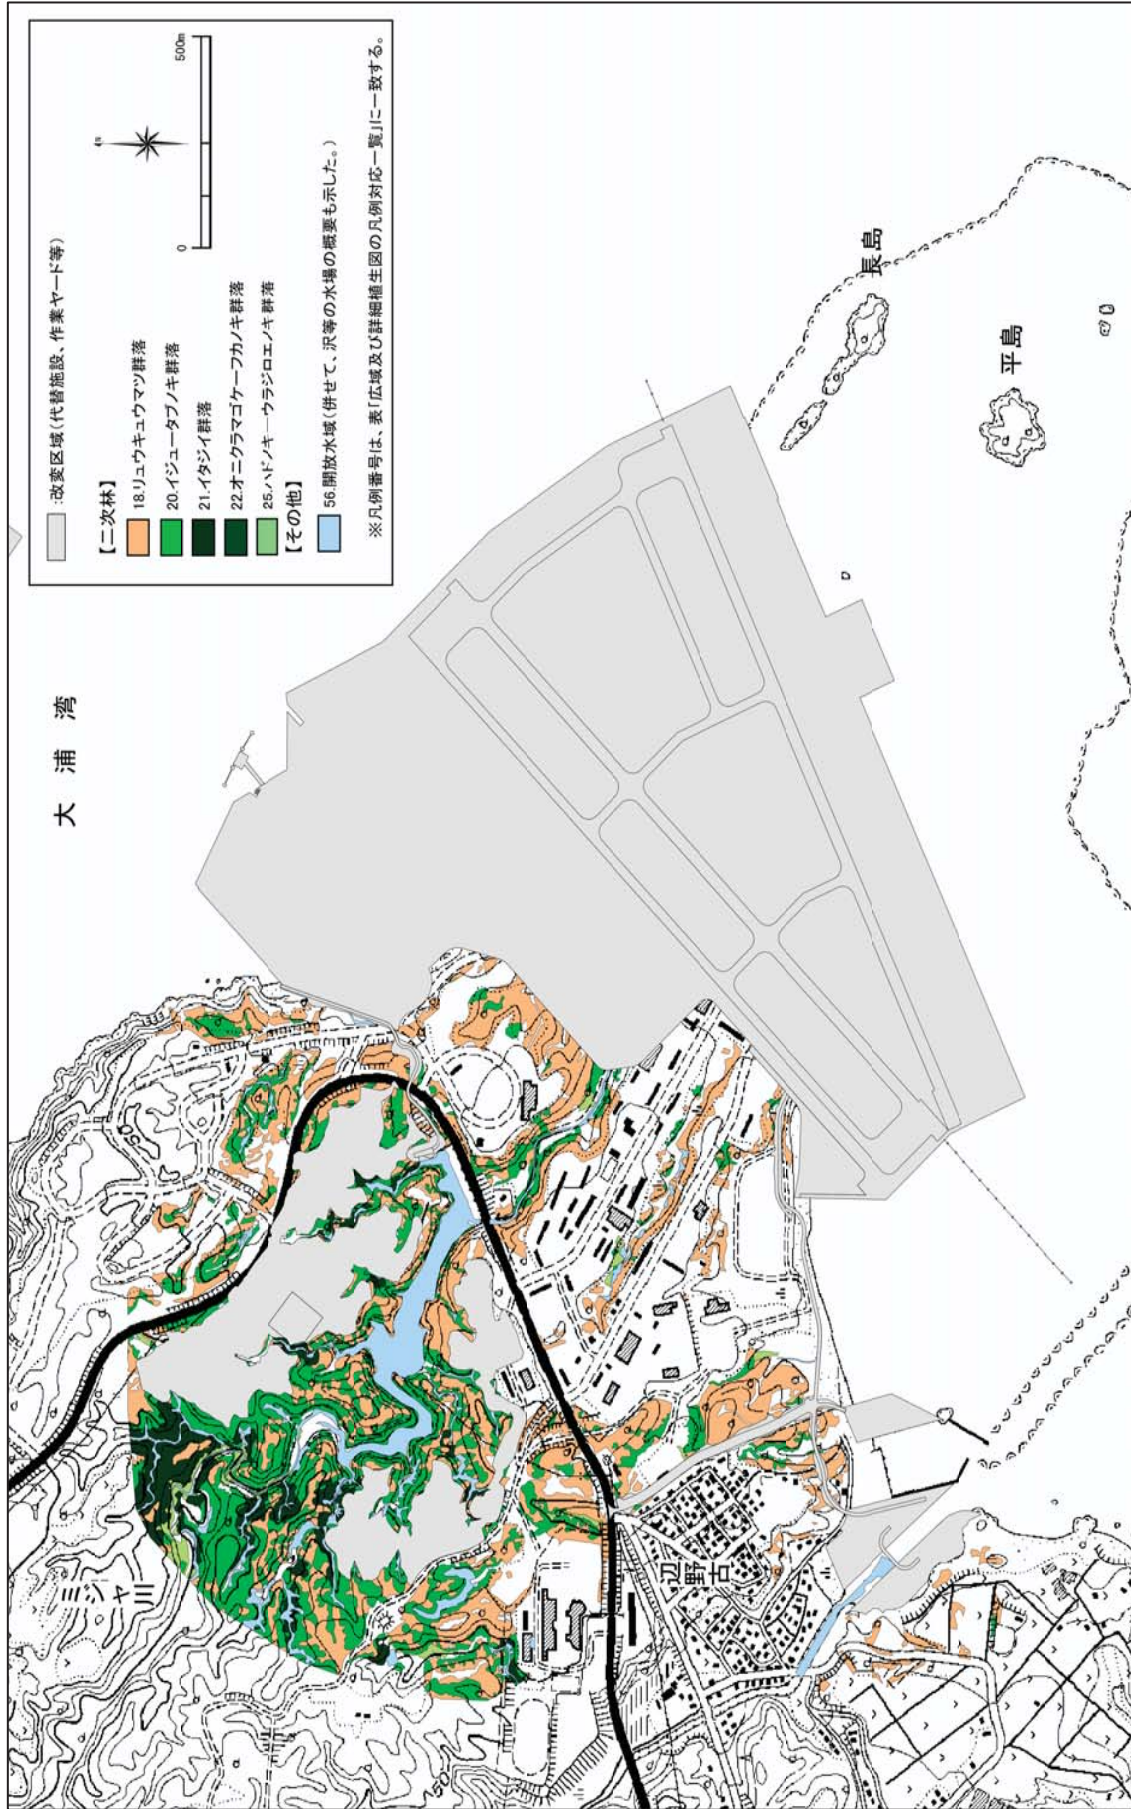 :改変区域(代替施設、作業ヤード等)
【二次林】
18.リュウキュウマツ群落
20.イジュ－タブノキ群落
21.イタジイ群落
22.オニクラマゴケ－フカノキ群落
25.ハドノキ－ウラジロエノキ群落
【その他】
56.開放水域(併せて、沢等の水場の概要も示した。)
※凡例番号は、表「広域及び詳細植生図の凡例対応一覧」に一致する。
0
500m
大浦湾
長島
平島
ミジャ川
辺野古
50
50